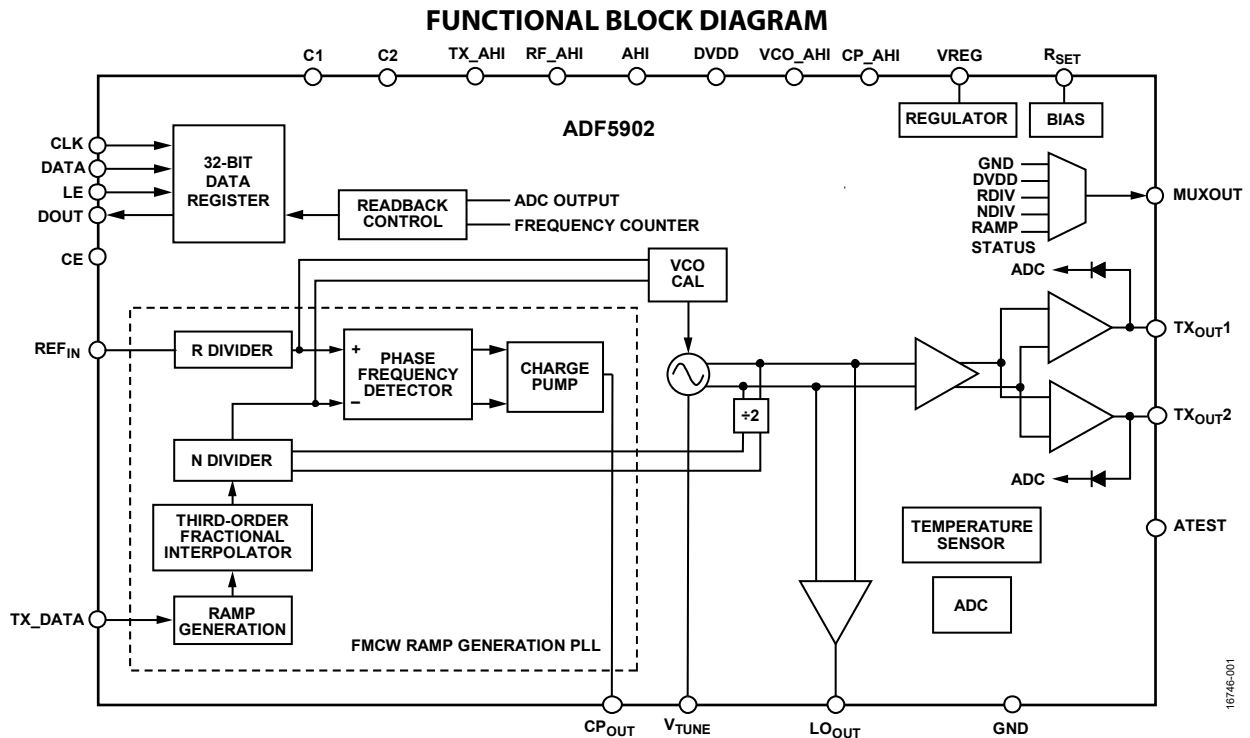 FUNCTIONAL BLOCK DIAGRAM
C1
C2
TX_AHI
RF_AHI
AHI
DVDD
VCO_AHI
CP_AHI
VREG
RSET
REGULATOR
BIAS
ADF5902
CLK
DATA
LE
DOUT
CE
32-BIT
DATA
REGISTER
READBACK
CONTROL
ADC OUTPUT
FREQUENCY COUNTER
GND
DVDD
RDIV
NDIV
RAMP
STATUS
MUXOUT
VCO
CAL
ADC
REFIN
R DIVIDER
+
−
PHASE
FREQUENCY
DETECTOR
CHARGE
PUMP
TXOUT1
÷2
TXOUT2
N DIVIDER
ADC
THIRD-ORDER
FRACTIONAL
INTERPOLATOR
TEMPERATURE
SENSOR
ATEST
TX_DATA
RAMP
GENERATION
ADC
FMCW RAMP GENERATION PLL
CPOUT
VTUNE
LOOUT
GND
16746-001